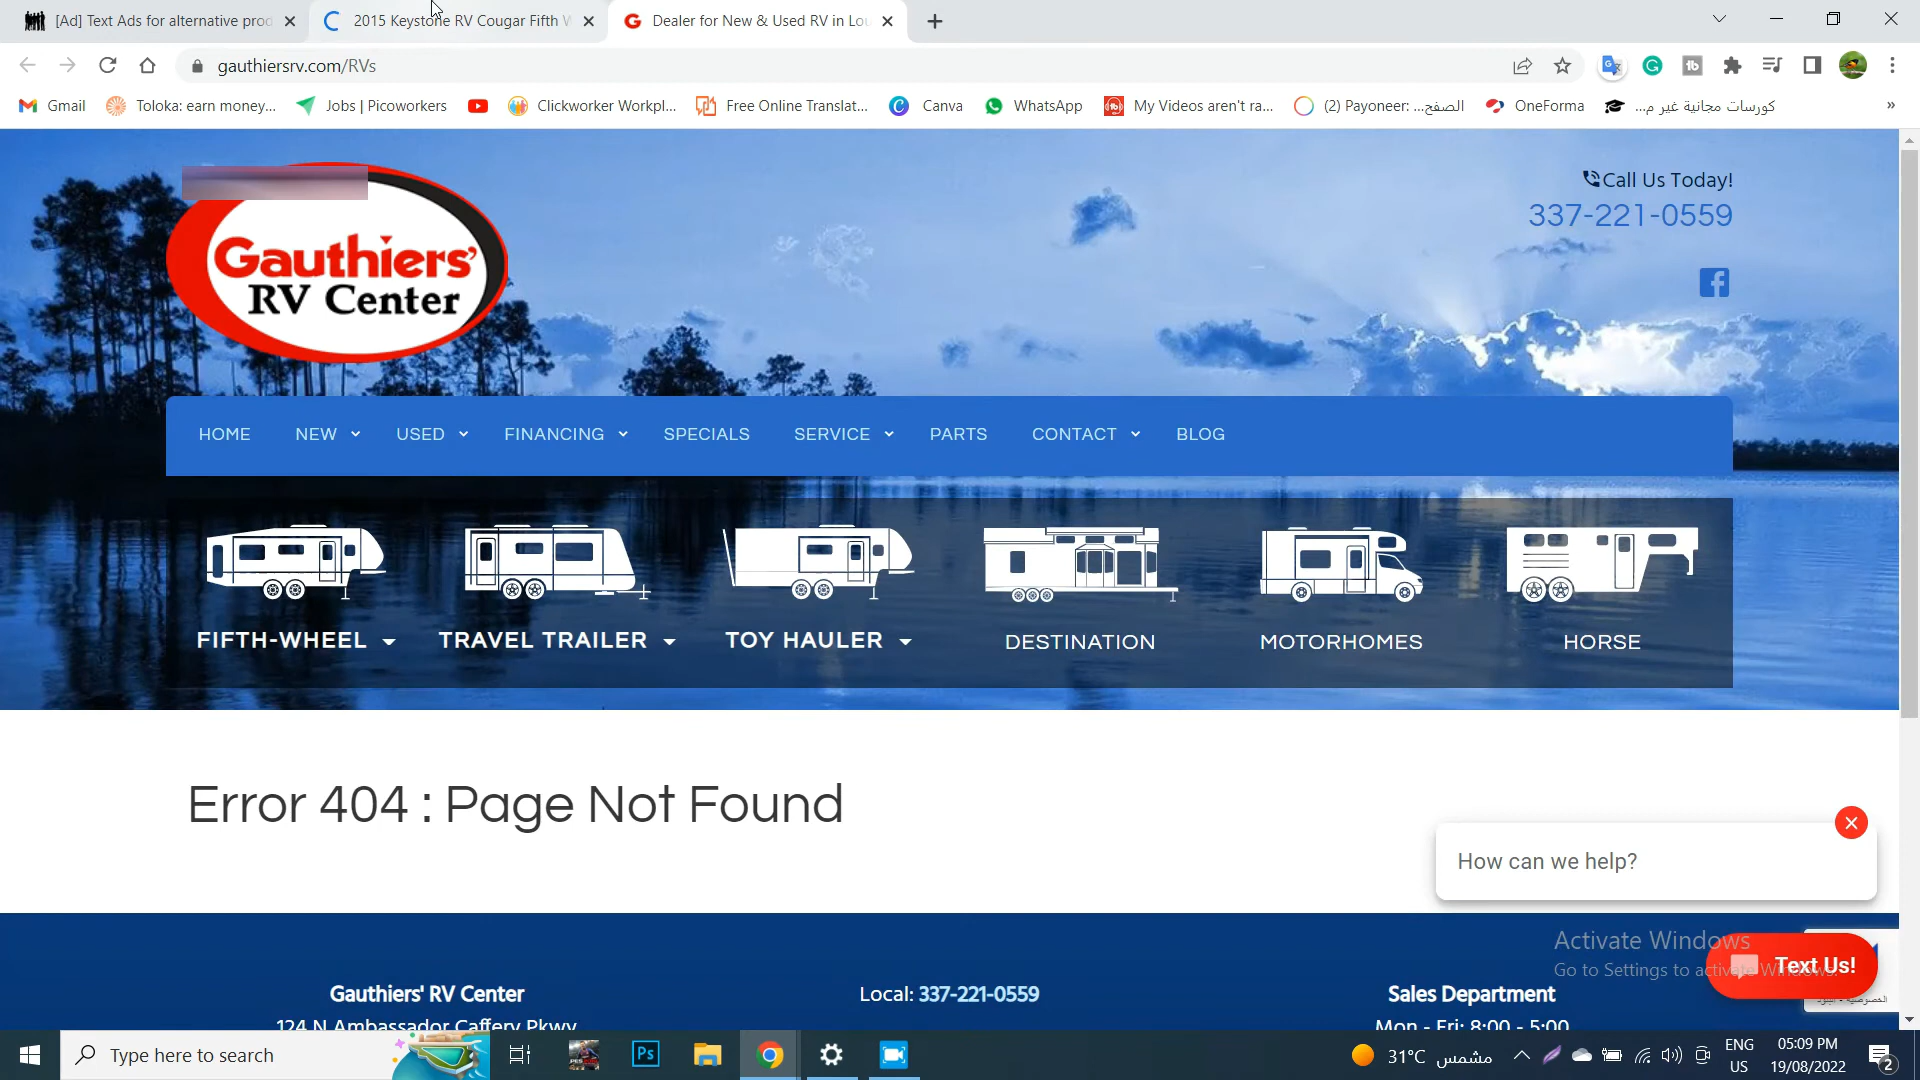 [Ad] Text Ads for alternative prod
2015 Keystone RV Cougar Fifth W
Dealer for New & Used RV in Lou
gauthiersrv.com/RVs
Gmail
Toloka: earn money...
Jobs | Picoworkers
Clickworker Workpl...
Free Online Translat...
Canva
WhatsApp
My Videos aren't ra...
(2) Payoneer: الصفح...
OneForma
كورسات مجانية غير م...
»
Call Us Today!
337-221-0559
Gauthiers'
RV Center
HOME
NEW
USED
FINANCING
SPECIALS
SERVICE
PARTS
CONTACT
BLOG
FIFTH-WHEEL
TRAVEL TRAILER
TOY HAULER
DESTINATION
MOTORHOMES
HORSE
Error 404 : Page Not Found
How can we help?
Activate Windows
Go to Settings to activate Windows.
Text Us!
الخصوصية - البنود
Gauthiers' RV Center
Local: 337-221-0559
Sales Department
124 N Ambassador Caffery Pkwy
Mon - Fri: 8:00 - 5:00
Type here to search
Ps
31°C مشمس
ENG
US
05:09 PM
19/08/2022
2